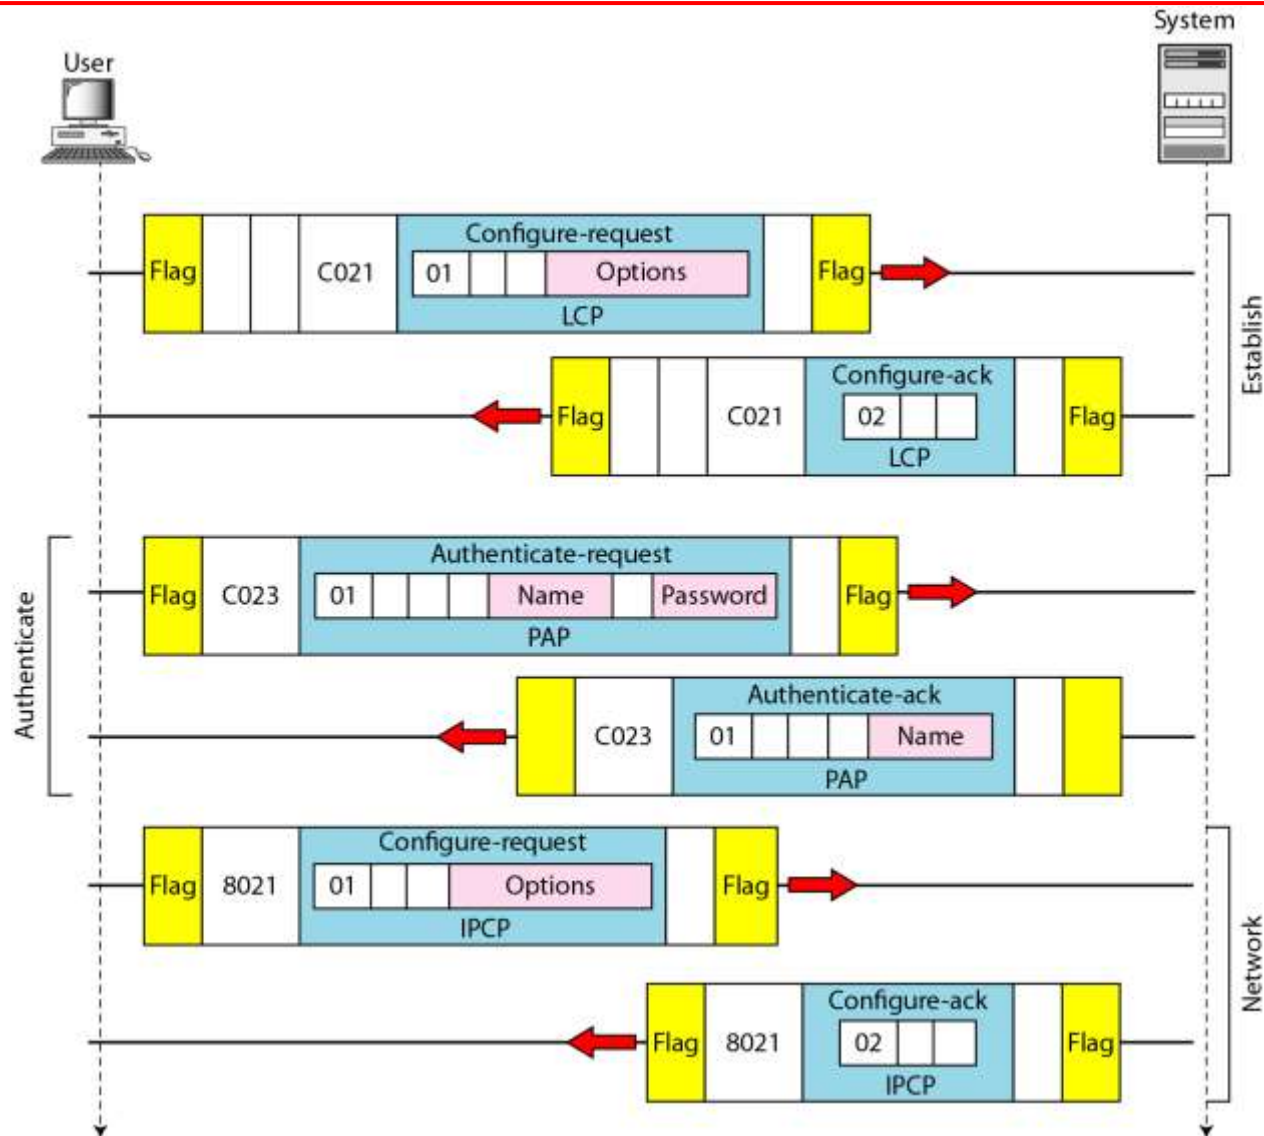 System
User
Configure-request
Flag C021 01 Options Flag
LCP
Establish
Configure-ack
Flag C021 02 Flag
LCP
Authenticate
Authenticate-request
Flag C023 01 Name Password Flag
PAP
Authenticate-ack
C023 01 Name
PAP
Configure-request
Flag 8021 01 Options Flag
IPCP
Network
Configure-ack
Flag 8021 02 Flag
IPCP